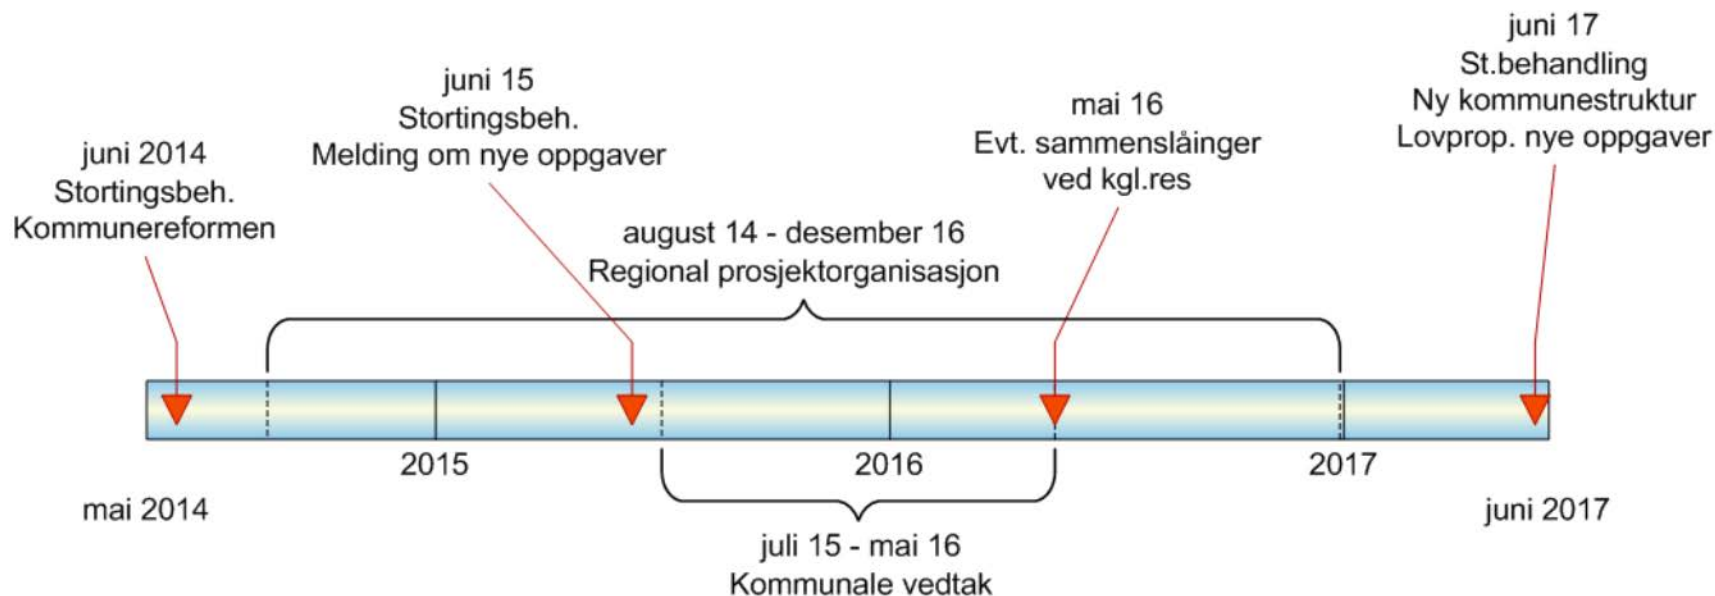 juni 2014
Stortingsbeh.
Kommunereformen
juni 15
Stortingsbeh.
Melding om nye oppgaver
august 14 - desember 16
Regional prosjektorganisasjon
mai 16
Evt. sammenslåinger
ved kgl.res
juni 17
St.behandling
Ny kommunestruktur
Lovprop. nye oppgaver
2015
2016
2017
mai 2014
juni 2017
juli 15 - mai 16
Kommunale vedtak